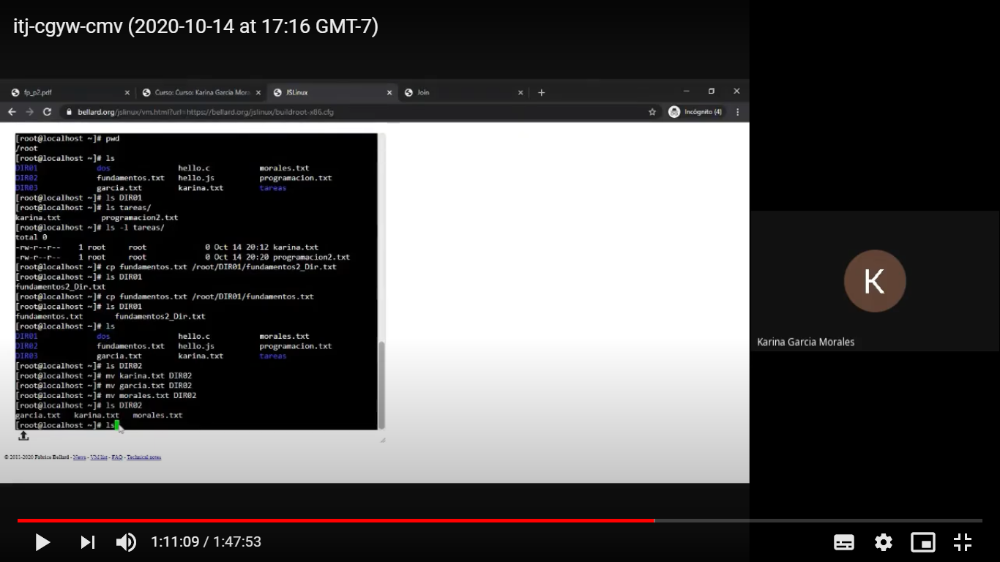 itj-cgyw-cmv (2020-10-14 at 17:16 GMT-7)
fp_p2.pdf
Curso: Curso: Karina Garcia Mora
JSLinux
Join
bellard.org/jslinux/vm.html?url=https://bellard.org/jslinux/buildroot-x86.cfg
Incógnito (4)
[root@localhost ~]# pwd
/root
[root@localhost ~]# ls
DIR01 dos hello.c morales.txt
DIR02 fundamentos.txt hello.js programacion.txt
DIR03 garcia.txt karina.txt tareas
[root@localhost ~]# ls DIR01
[root@localhost ~]# ls tareas/
karina.txt programacion2.txt
[root@localhost ~]# ls -l tareas/
total 0
-rw-r--r-- 1 root root 0 Oct 14 20:12 karina.txt
-rw-r--r-- 1 root root 0 Oct 14 20:20 programacion2.txt
[root@localhost ~]# cp fundamentos.txt /root/DIR01/fundamentos2_Dir.txt
[root@localhost ~]# ls DIR01
fundamentos2_Dir.txt
[root@localhost ~]# cp fundamentos.txt /root/DIR01/fundamentos.txt
[root@localhost ~]# ls DIR01
fundamentos.txt fundamentos2_Dir.txt
[root@localhost ~]# ls
DIR01 dos hello.c morales.txt
DIR02 fundamentos.txt hello.js programacion.txt
DIR03 garcia.txt karina.txt tareas
[root@localhost ~]# ls DIR02
[root@localhost ~]# mv karina.txt DIR02
[root@localhost ~]# mv garcia.txt DIR02
[root@localhost ~]# mv morales.txt DIR02
[root@localhost ~]# ls DIR02
garcia.txt karina.txt morales.txt
[root@localhost ~]# ls
© 2011-2020 Fabrice Bellard - News - VM list - FAQ - Technical notes
K
Karina Garcia Morales
1:11:09 / 1:47:53